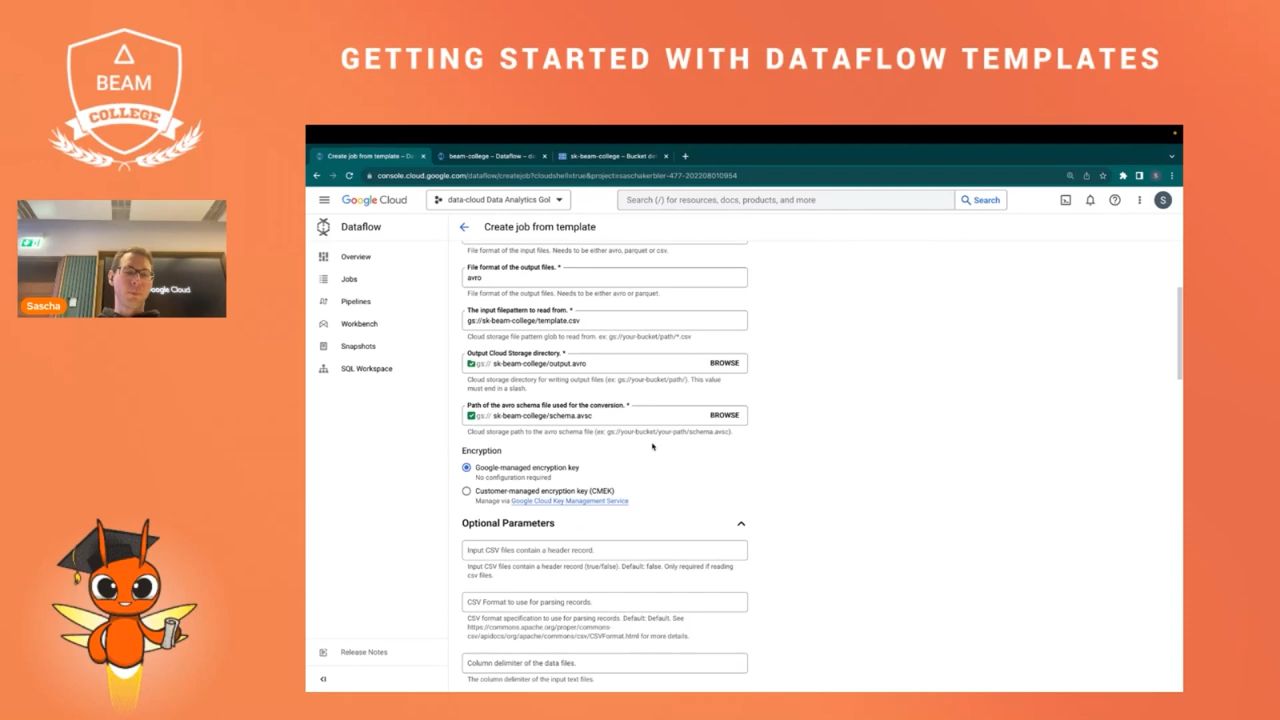 BEAM
COLLEGE
GETTING STARTED WITH DATAFLOW TEMPLATES
Create job from template – Da
beam-college – Dataflow – da
sk-beam-college – Bucket det
console.cloud.google.com/dataflow/createjob?cloudshell=true&project=saschakerbler-477-202208010954
Google Cloud
data-cloud Data Analytics Gol
Search (/) for resources, docs, products, and more
Search
S
Dataflow
Create job from template
Overview
Jobs
Pipelines
Workbench
Snapshots
SQL Workspace
Release Notes
File format of the input files. Needs to be either avro, parquet or csv.
File format of the output files. *
avro
File format of the output files. Needs to be either avro or parquet.
The input filepattern to read from. *
gs://sk-beam-college/template.csv
Cloud storage file pattern glob to read from. ex: gs://your-bucket/path/*.csv
Output Cloud Storage directory. *
gs:// sk-beam-college/output.avro
BROWSE
Cloud storage directory for writing output files (ex: gs://your-bucket/path/). This value
must end in a slash.
Path of the avro schema file used for the conversion. *
gs:// sk-beam-college/schema.avsc
BROWSE
Cloud storage path to the avro schema file (ex: gs://your-bucket/your-path/schema.avsc).
Encryption
Google-managed encryption key
No configuration required
Customer-managed encryption key (CMEK)
Manage via Google Cloud Key Management Service
Optional Parameters
Input CSV files contain a header record.
Input CSV files contain a header record (true/false). Default: false. Only required if reading
csv files.
CSV Format to use for parsing records.
CSV format specification to use for parsing records. Default: Default. See
https://commons.apache.org/proper/commons-
csv/apidocs/org/apache/commons/csv/CSVFormat.html for more details.
Column delimiter of the data files.
The column delimiter of the input text files.
oogle Cloud
Sascha